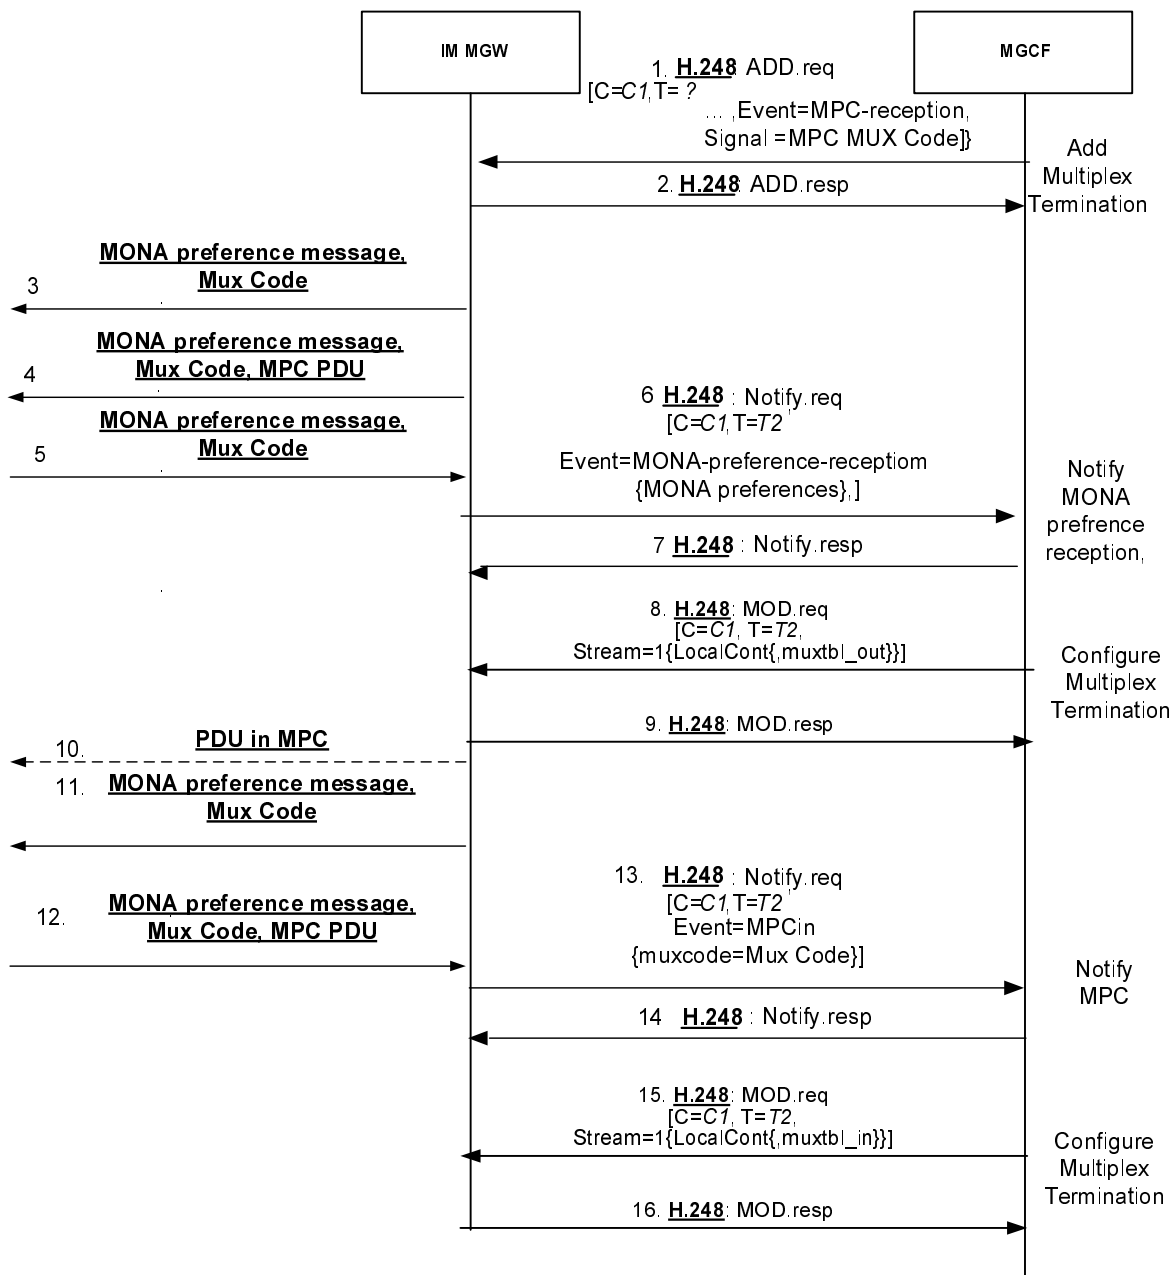 IM MGW
MGCF
1. H.248: ADD.req
[C=C1,T= ?
... ,Event=MPC-reception,
Signal =MPC MUX Code]}
Add
Multiplex
Termination
2. H.248: ADD.resp
MONA preference message,
Mux Code
3
MONA preference message,
Mux Code, MPC PDU
4
MONA preference message,
Mux Code
5
6 H.248 : Notify.req
[C=C1,T=T2
Event=MONA-preference-receptiom
{MONA preferences},]
Notify
MONA
prefrence
reception,
7 H.248 : Notify.resp
8. H.248: MOD.req
[C=C1, T=T2,
Stream=1{LocalCont{,muxtbl_out}}]
Configure
Multiplex
Termination
9. H.248: MOD.resp
10. PDU in MPC
11. MONA preference message,
Mux Code
12. MONA preference message,
Mux Code, MPC PDU
13. H.248 : Notify.req
[C=C1,T=T2
Event=MPCin
{muxcode=Mux Code}]
Notify
MPC
14 H.248 : Notify.resp
15. H.248: MOD.req
[C=C1, T=T2,
Stream=1{LocalCont{,muxtbl_in}}]
Configure
Multiplex
Termination
16. H.248: MOD.resp